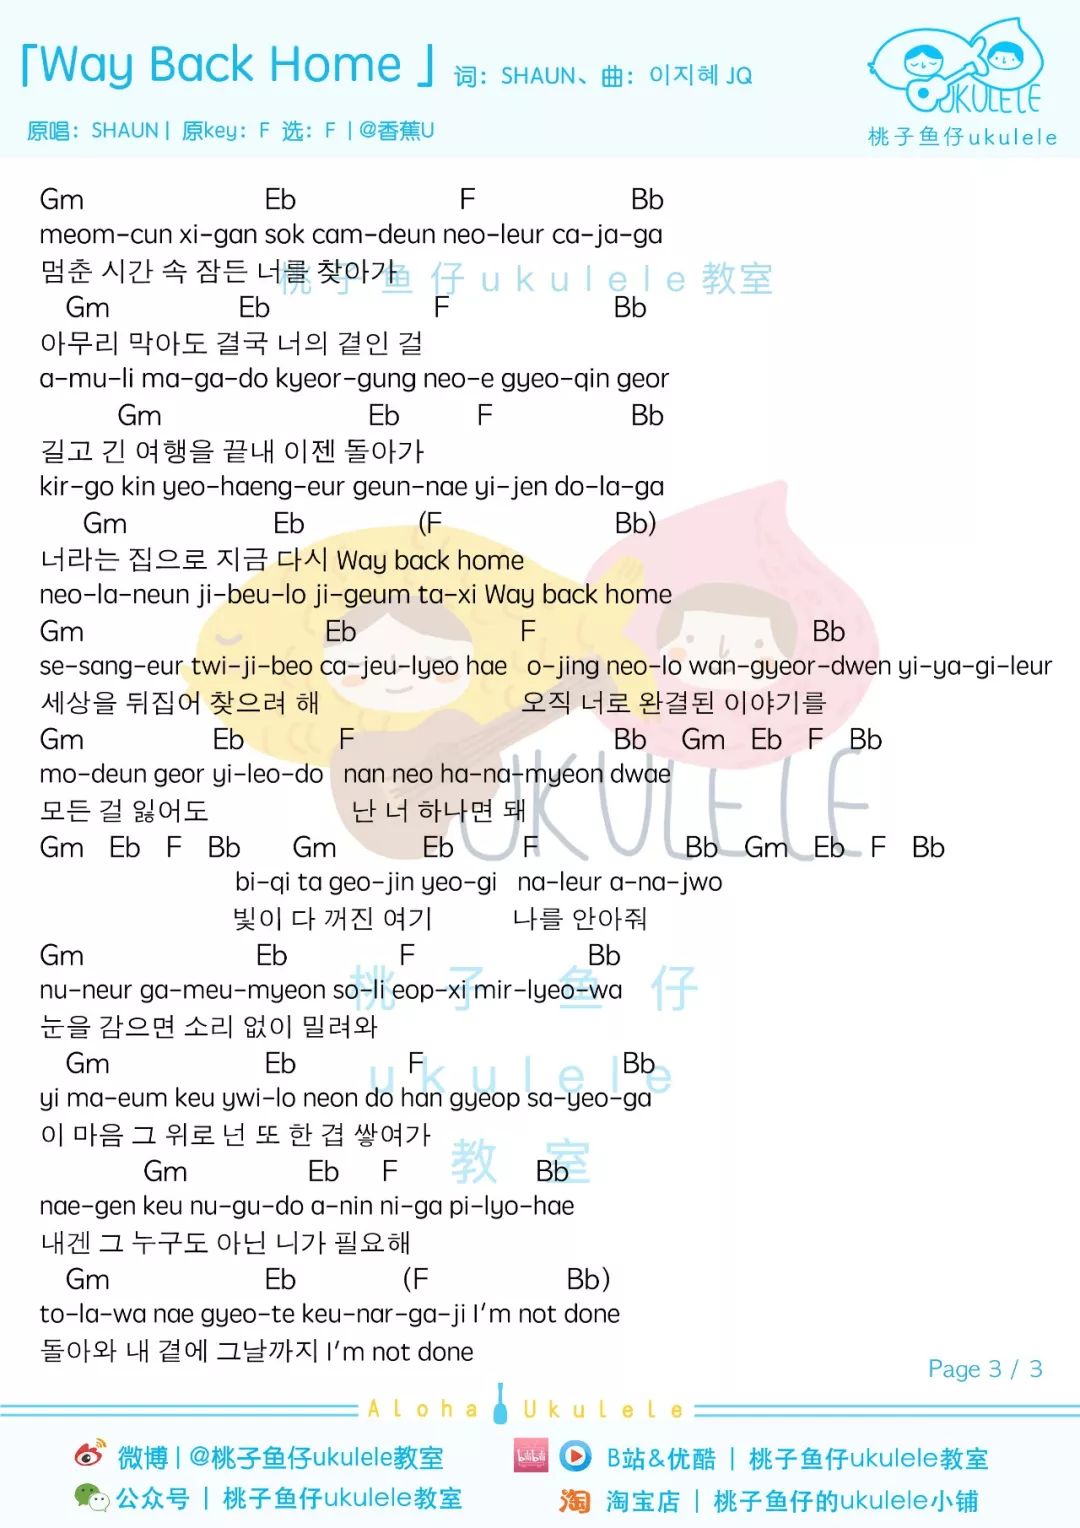 「Way Back Home 」 词：SHAUN、曲：이지혜 JQ
原唱：SHAUN | 原key：F 选：F | @香蕉U
UKULELE
桃子鱼仔ukulele
Gm Eb F Bb
meom-cun xi-gan sok cam-deun neo-leur ca-ja-ga
멈춘 시간 속 잠든 너를 찾아가
桃子鱼仔ukulele教室
Gm Eb F Bb
아무리 막아도 결국 너의 곁인 걸
a-mu-li ma-ga-do kyeor-gung neo-e gyeo-qin geor
Gm Eb F Bb
길고 긴 여행을 끝내 이젠 돌아가
kir-go kin yeo-haeng-eur geun-nae yi-jen do-la-ga
Gm Eb (F Bb)
너라는 집으로 지금 다시 Way back home
neo-la-neun ji-beu-lo ji-geum ta-xi Way back home
Gm Eb F Bb
se-sang-eur twi-ji-beo ca-jeu-lyeo hae o-jing neo-lo wan-gyeor-dwen yi-ya-gi-leur
세상을 뒤집어 찾으려 해 오직 너로 완결된 이야기를
Gm Eb F Bb Gm Eb F Bb
mo-deun geor yi-leo-do nan neo ha-na-myeon dwae
모든 걸 잃어도 난 너 하나면 돼
UKULELE
Gm Eb F Bb Gm Eb F Bb Gm Eb F Bb
bi-qi ta geo-jin yeo-gi na-leur a-na-jwo
빛이 다 꺼진 여기 나를 안아줘
Gm Eb F Bb
桃子鱼仔
nu-neur ga-meu-myeon so-li eop-xi mir-lyeo-wa
눈을 감으면 소리 없이 밀려와
Gm Eb F Bb
ukulele
yi ma-eum keu ywi-lo neon do han gyeop sa-yeo-ga
이 마음 그 위로 넌 또 한 겹 쌓여가
教室
Gm Eb F Bb
nae-gen keu nu-gu-do a-nin ni-ga pi-lyo-hae
내겐 그 누구도 아닌 니가 필요해
Gm Eb (F Bb)
to-la-wa nae gyeo-te keu-nar-ga-ji I'm not done
돌아와 내 곁에 그날까지 I'm not done
Page 3 / 3
Aloha Ukulele
微博 | @桃子鱼仔ukulele教室
bilibili B站&优酷 | 桃子鱼仔ukulele教室
公众号 | 桃子鱼仔ukulele教室
淘 淘宝店 | 桃子鱼仔的ukulele小铺